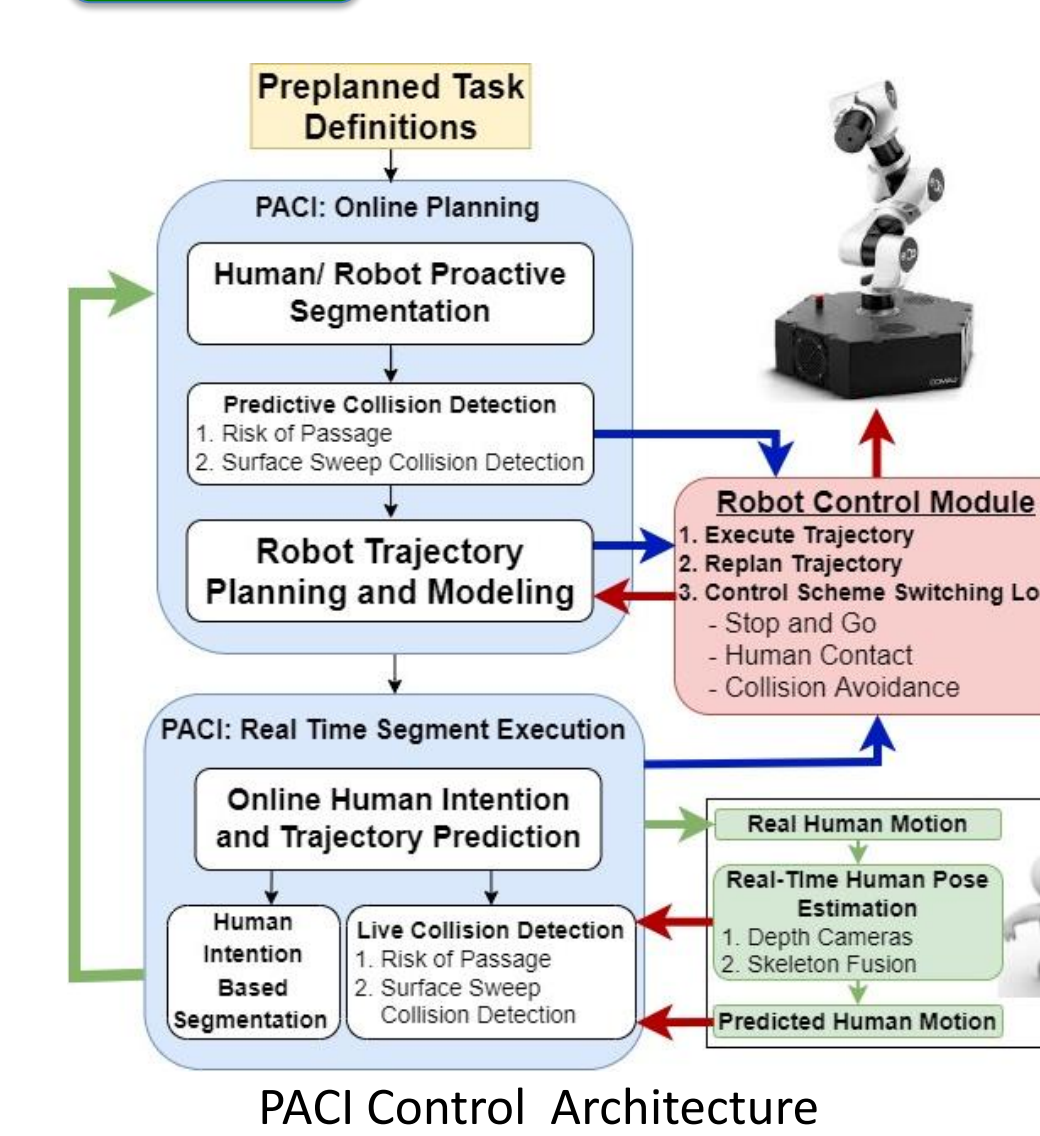 Preplanned Task
Definitions
PACI: Online Planning
Human/ Robot Proactive
Segmentation
Predictive Collision Detection
1. Risk of Passage
2. Surface Sweep Collision Detection
Robot Trajectory
Planning and Modeling
COMAU
Robot Control Module
1. Execute Trajectory
2. Replan Trajectory
3. Control Scheme Switching Lo
- Stop and Go
- Human Contact
- Collision Avoidance
PACI: Real Time Segment Execution
Online Human Intention
and Trajectory Prediction
Human
Intention
Based
Segmentation
Live Collision Detection
1. Risk of Passage
2. Surface Sweep
Collision Detection
Real Human Motion
Real-TIme Human Pose
Estimation
1. Depth Cameras
2. Skeleton Fusion
Predicted Human Motion
PACI Control Architecture